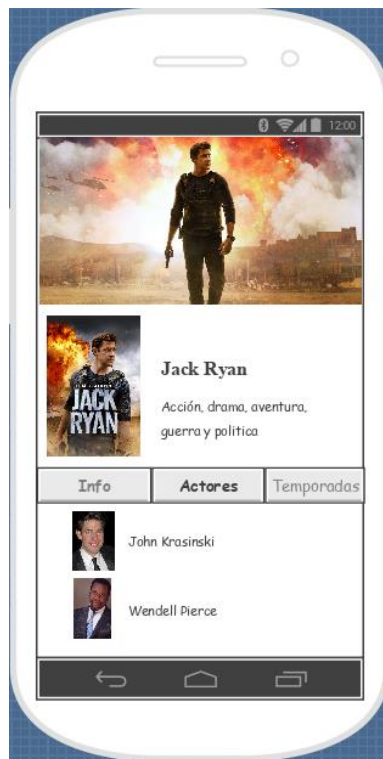 12:00
JACK
RYAN
Jack Ryan
Acción, drama, aventura,
guerra y politica
Info
Actores
Temporadas
John Krasinski
Wendell Pierce